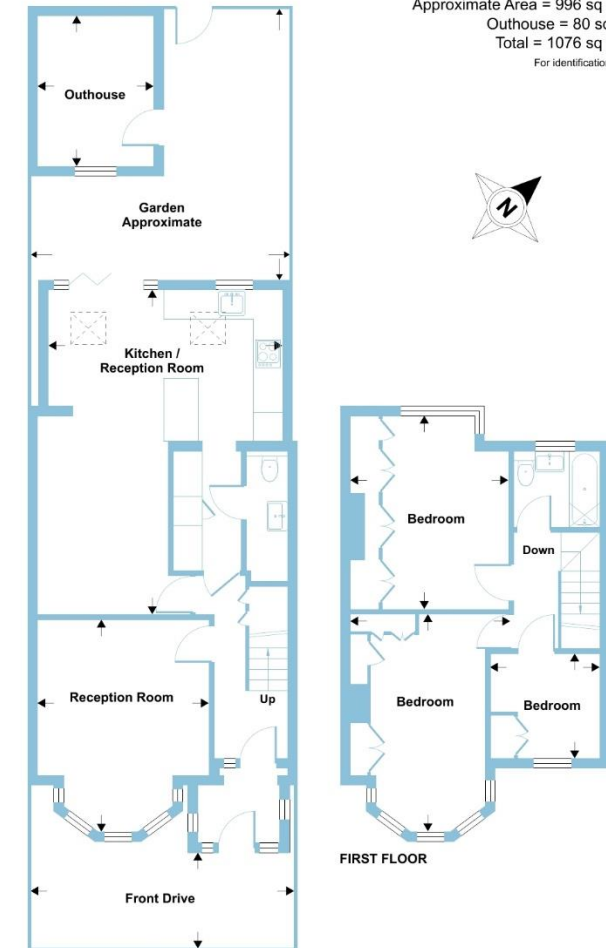 Approximate Area = 996 sq
Outhouse = 80 sq
Total = 1076 sq
For identification
N
Outhouse
Garden
Approximate
Kitchen /
Reception Room
Reception Room
Up
Front Drive
Bedroom
Down
Bedroom
Bedroom
FIRST FLOOR